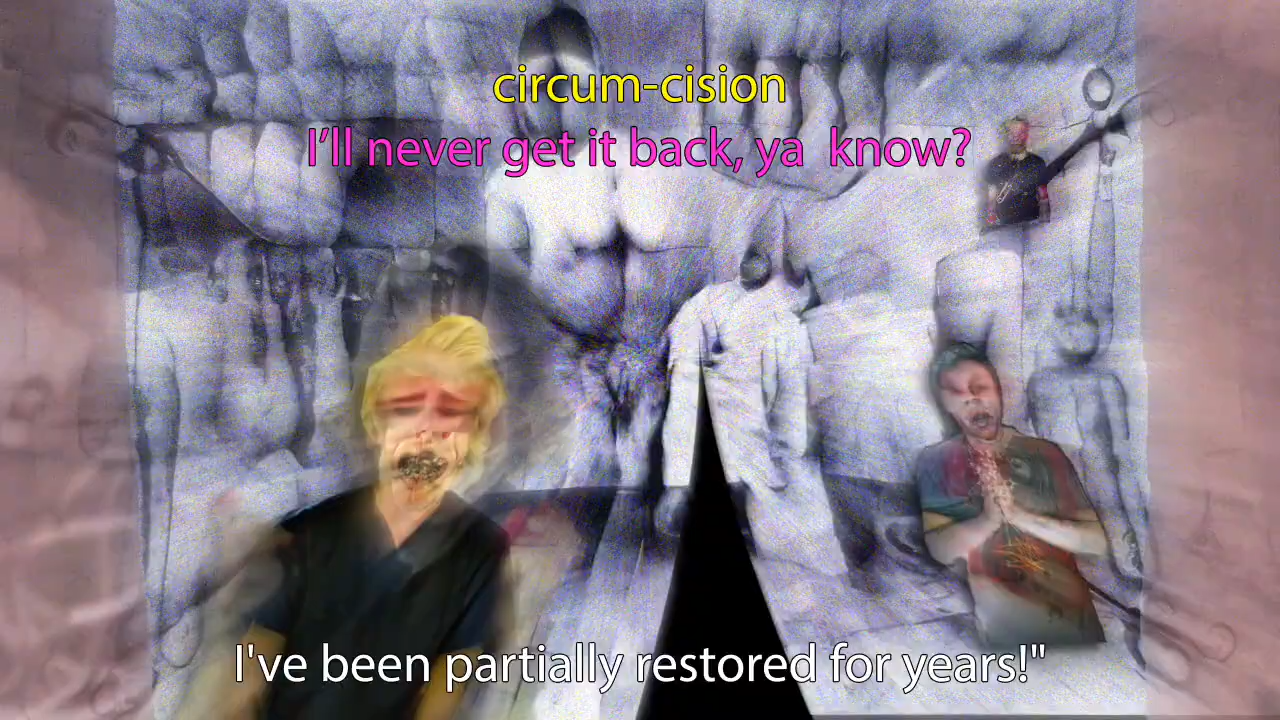 circum-cision
I’ll never get it back, ya  know?
I've been partially restored for years!"